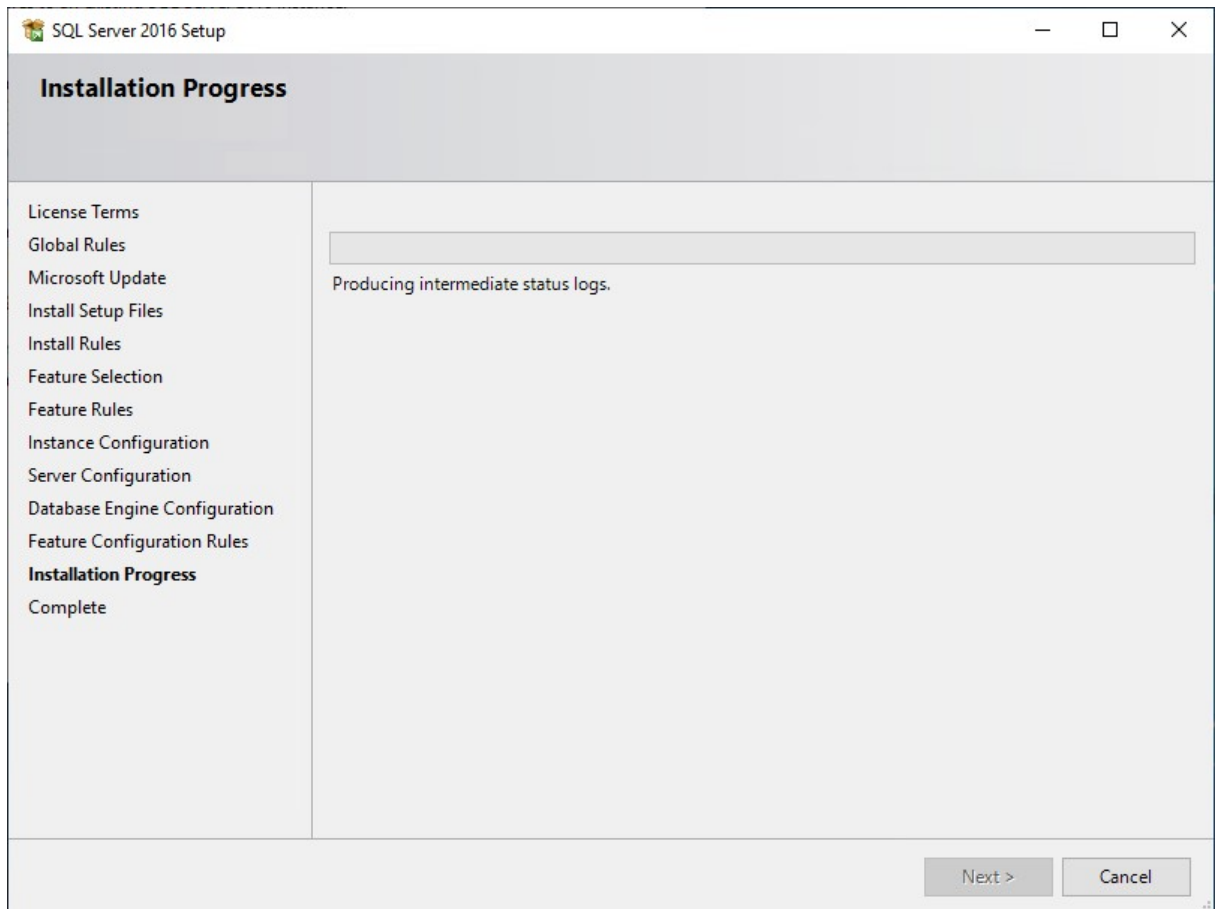 SQL Server 2016 Setup
Installation Progress
License Terms
Global Rules
Microsoft Update
Install Setup Files
Install Rules
Feature Selection
Feature Rules
Instance Configuration
Server Configuration
Database Engine Configuration
Feature Configuration Rules
Installation Progress
Complete
Producing intermediate status logs.
Next >
Cancel